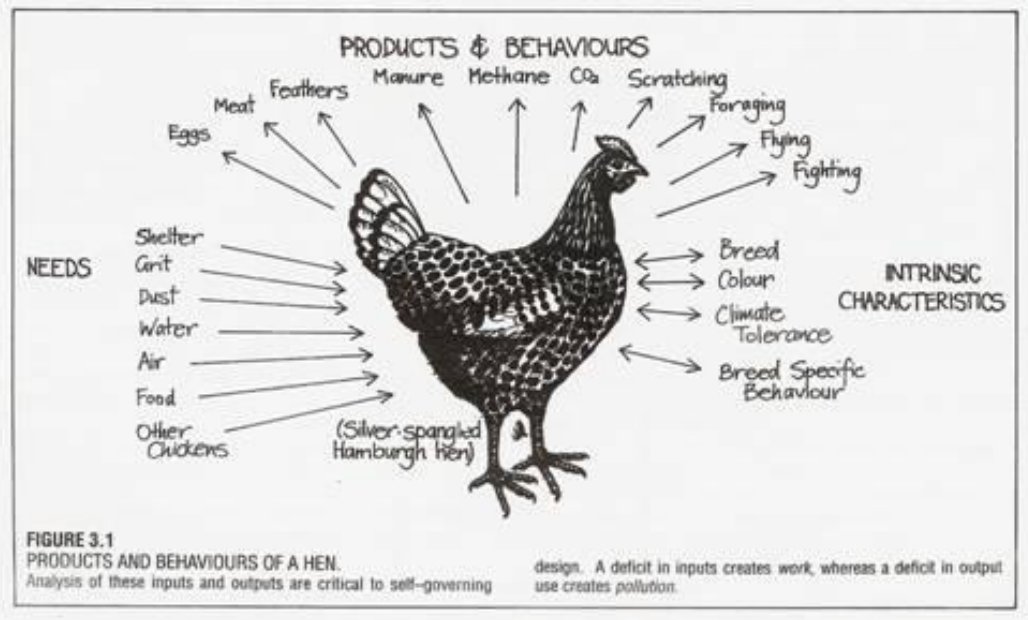 PRODUCTS & BEHAVIOURS
Eggs
Meat
Feathers
Manure
Methane
CO₂
Scratching
Foraging
Flying
Fighting
NEEDS
Shelter
Grit
Dust
Water
Air
Food
Other
Chickens
INTRINSIC
CHARACTERISTICS
Breed
Colour
Climate
Tolerance
Breed Specific
Behaviour
(Silver-spangled
Hamburgh hen)
FIGURE 3.1
PRODUCTS AND BEHAVIOURS OF A HEN.
Analysis of these inputs and outputs are critical to self–governing
design. A deficit in inputs creates work, whereas a deficit in output
use creates pollution.